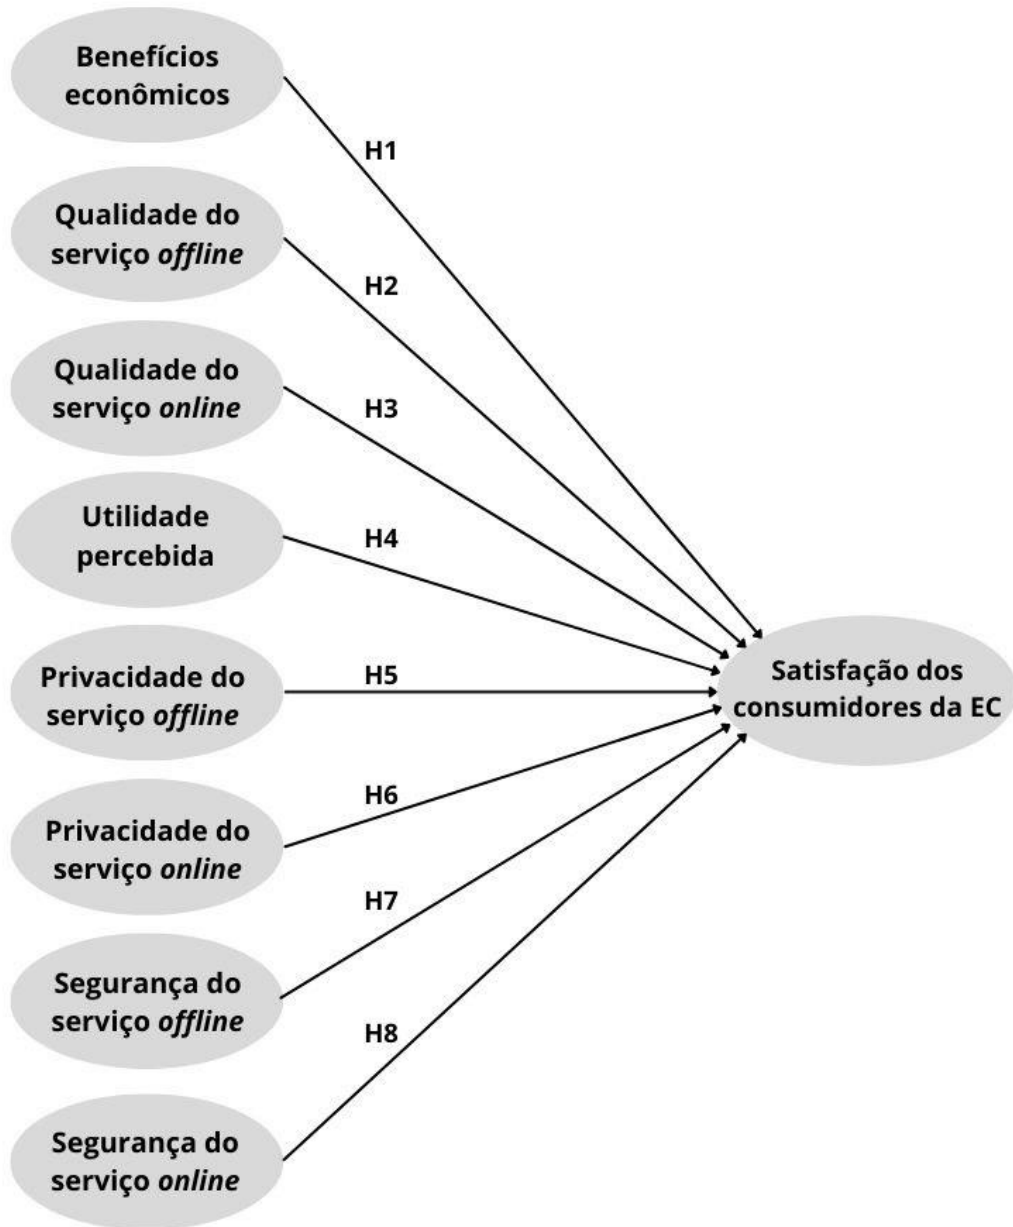 Benefícios
econômicos
H1
Qualidade do
serviço offline
H2
Qualidade do
serviço online
H3
Utilidade
percebida
H4
Privacidade do
serviço offline
H5
Satisfação dos
consumidores da EC
Privacidade do
serviço online
H6
Segurança do
serviço offline
H7
Segurança do
serviço online
H8